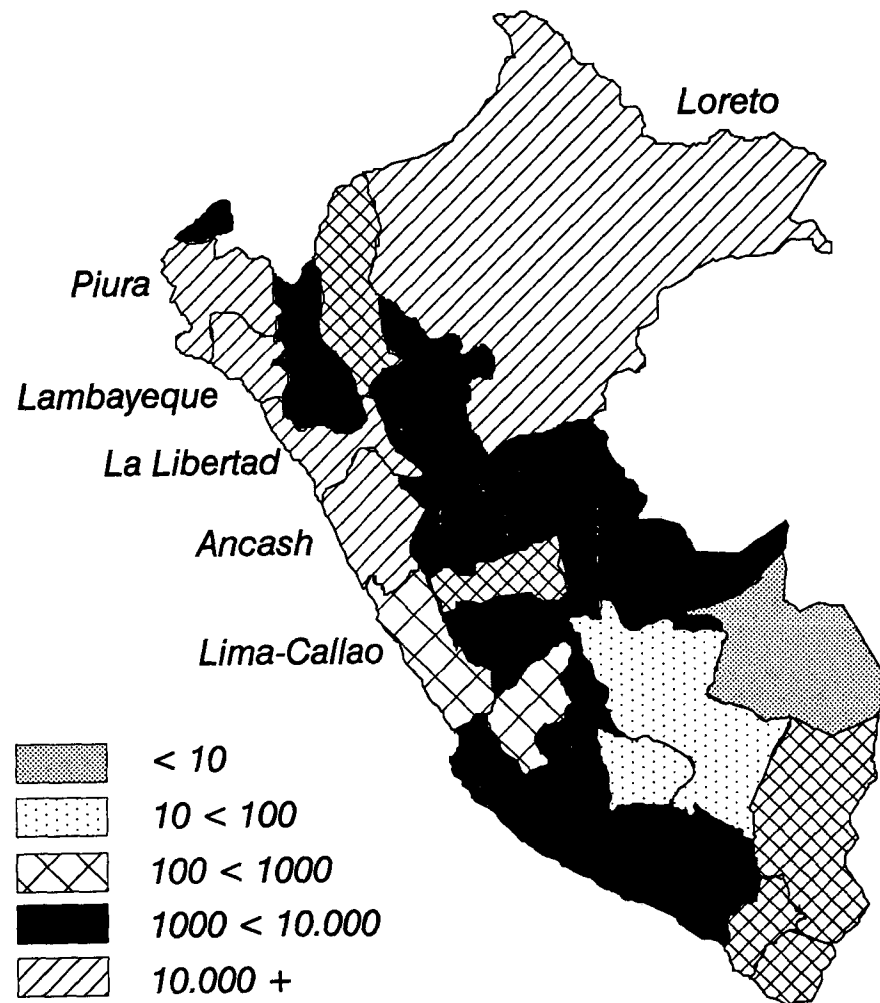 Loreto
Piura
Lambayeque
La Libertad
Ancash
Lima-Callao
< 10
10 < 100
100 < 1000
1000 < 10.000
10.000 +